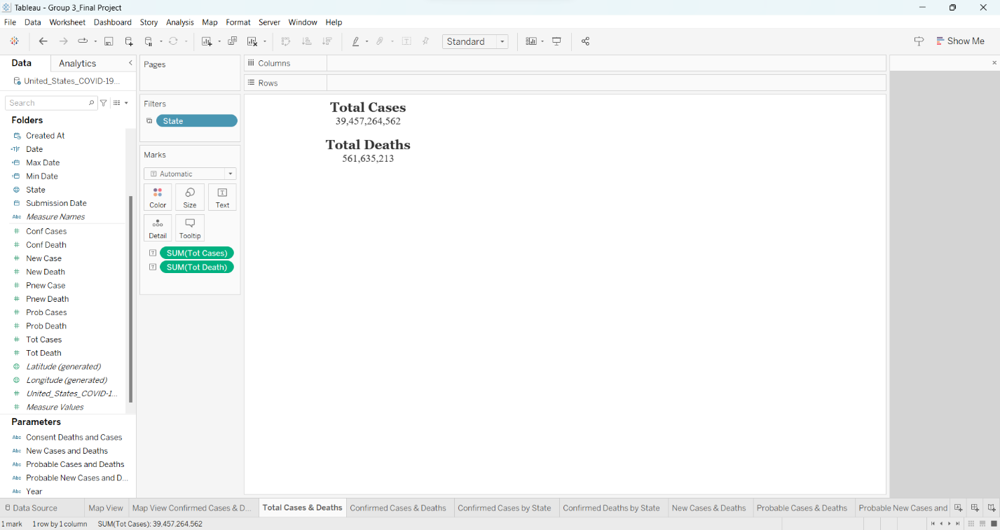 Tableau - Group 3_Final Project
File Data Worksheet Dashboard Story Analysis Map Format Server Window Help
Standard
Show Me
Data Analytics
United_States_COVID-19...
Search
Folders
Created At
Date
Max Date
Min Date
State
Submission Date
Abc Measure Names
Conf Cases
Conf Death
New Case
New Death
Pnew Case
Pnew Death
Prob Cases
Prob Death
Tot Cases
Tot Death
Latitude (generated)
Longitude (generated)
United_States_COVID-1...
Measure Values
Parameters
Abc Consent Deaths and Cases
Abc New Cases and Deaths
Abc Probable Cases and Deaths
Abc Probable New Cases and D...
Abc Year
Pages
Filters
State
Marks
Automatic
Color Size Text
Detail Tooltip
SUM(Tot Cases)
SUM(Tot Death)
Columns
Rows
Total Cases
39,457,264,562
Total Deaths
561,635,213
Data Source Map View Map View Confirmed Cases & D... Total Cases & Deaths Confirmed Cases & Deaths Confirmed Cases by State Confirmed Deaths by State New Cases & Deaths Probable Cases & Deaths Probable New Cases and
1 mark 1 row by 1 column SUM(Tot Cases): 39,457,264,562